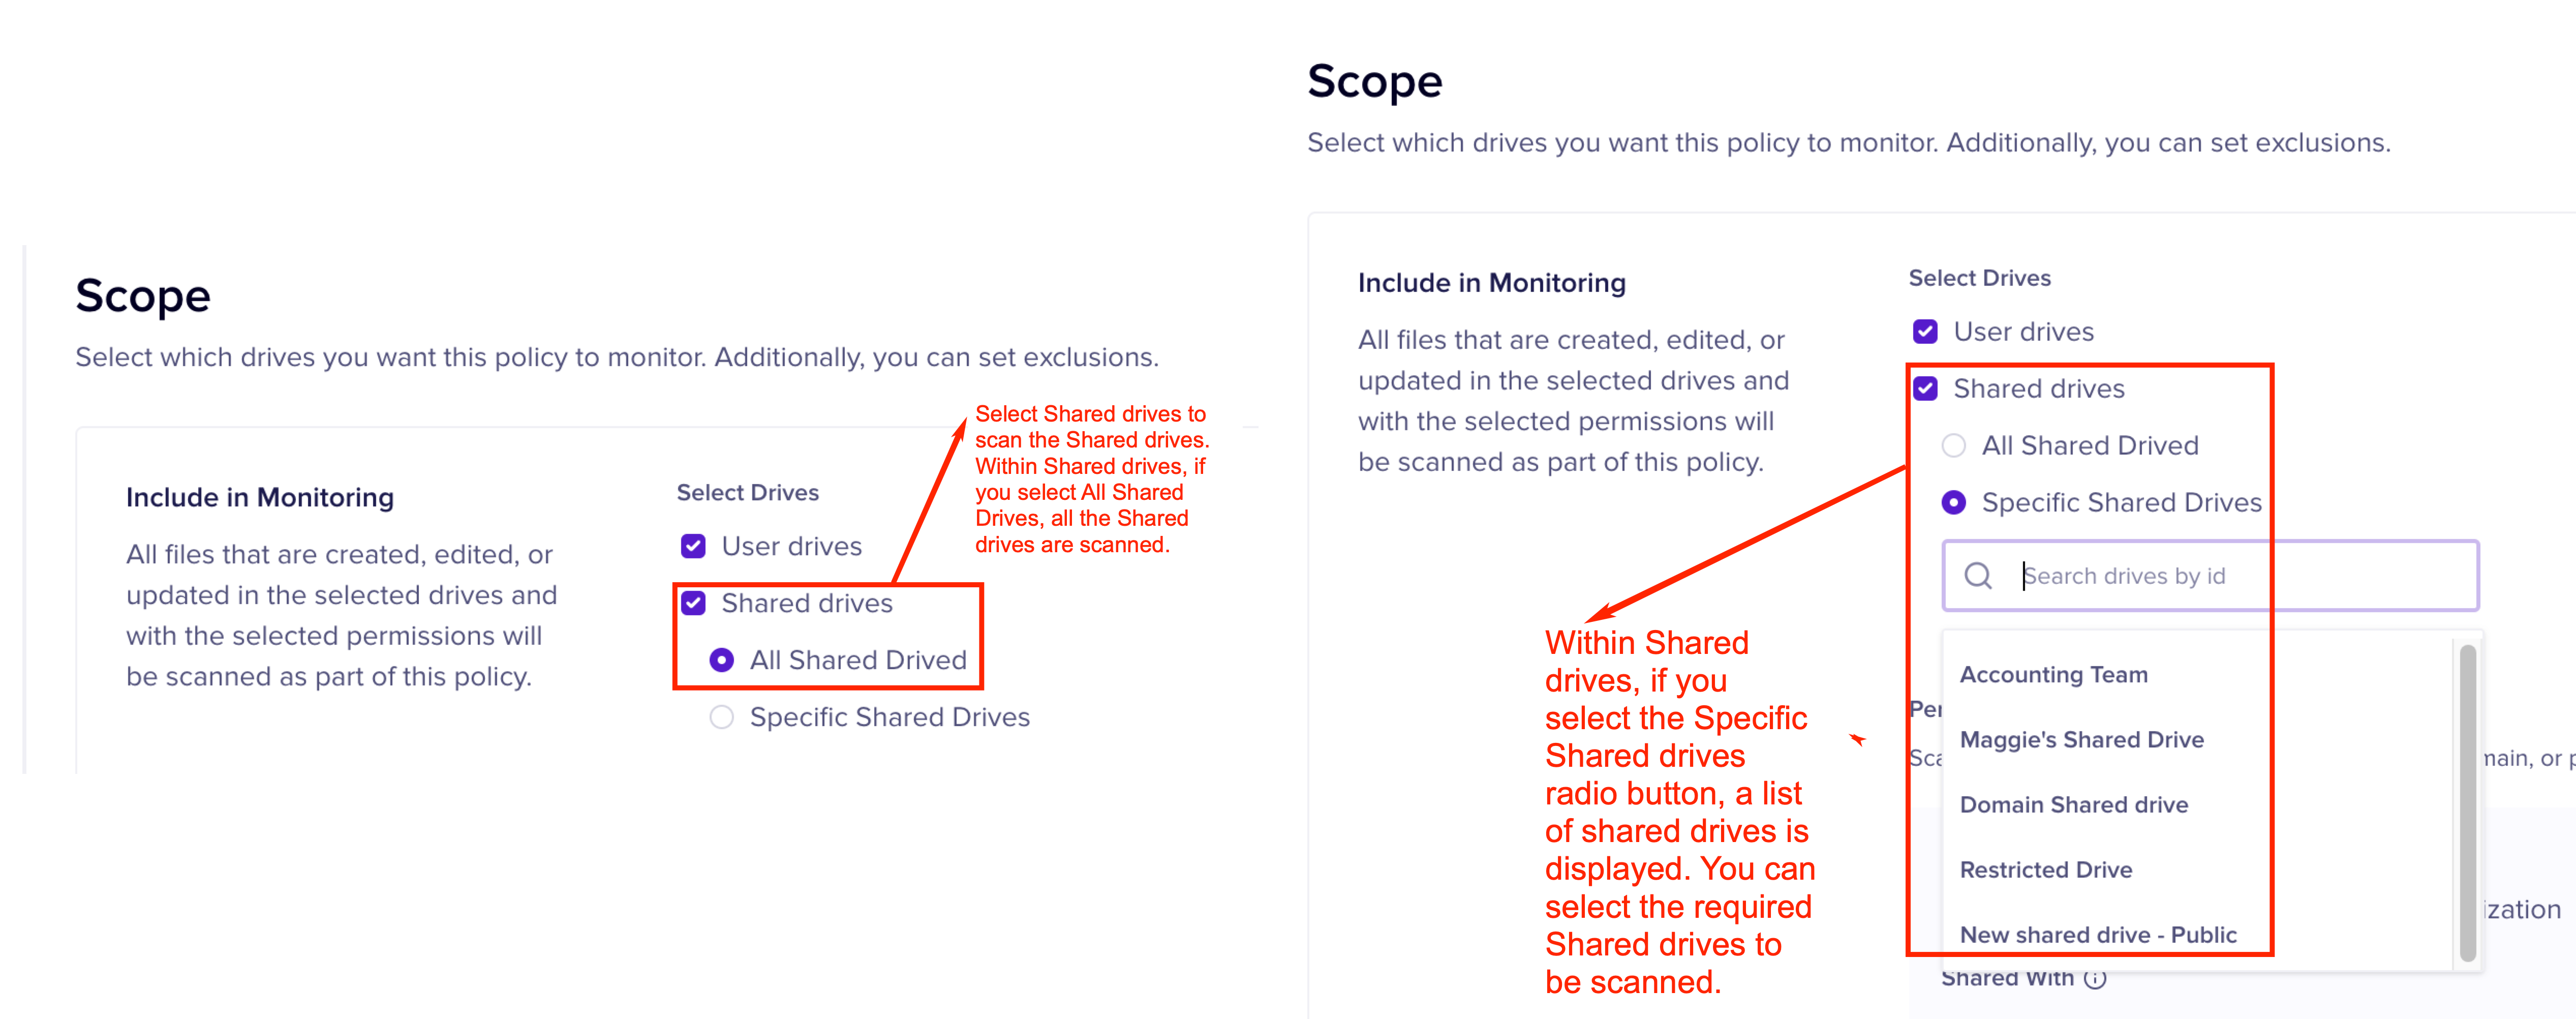 Scope
Select which drives you want this policy to monitor. Additionally, you can set exclusions.
Include in Monitoring
All files that are created, edited, or
updated in the selected drives and
with the selected permissions will
be scanned as part of this policy.
Select Drives
User drives
Shared drives
All Shared Drived
Specific Shared Drives
Select Shared drives to
scan the Shared drives.
Within Shared drives, if
you select All Shared
Drives, all the Shared
drives are scanned.
Scope
Select which drives you want this policy to monitor. Additionally, you can set exclusions.
Include in Monitoring
All files that are created, edited, or
updated in the selected drives and
with the selected permissions will
be scanned as part of this policy.
Select Drives
User drives
Shared drives
All Shared Drived
Specific Shared Drives
Search drives by id
Accounting Team
Maggie's Shared Drive
Domain Shared drive
Restricted Drive
New shared drive - Public
Shared With
Within Shared
drives, if you
select the Specific
Shared drives
radio button, a list
of shared drives is
displayed. You can
select the required
Shared drives to
be scanned.